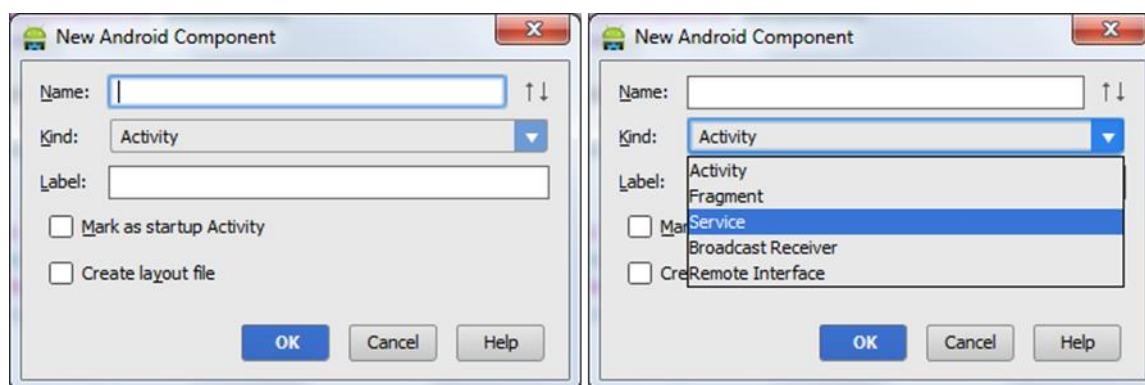 New Android Component
Name:
Kind: Activity
Label:
Mark as startup Activity
Create layout file
OK Cancel Help
New Android Component
Name:
Kind: Activity
Activity
Label:
Fragment
Mar Service
Broadcast Receiver
Cre Remote Interface
OK Cancel Help